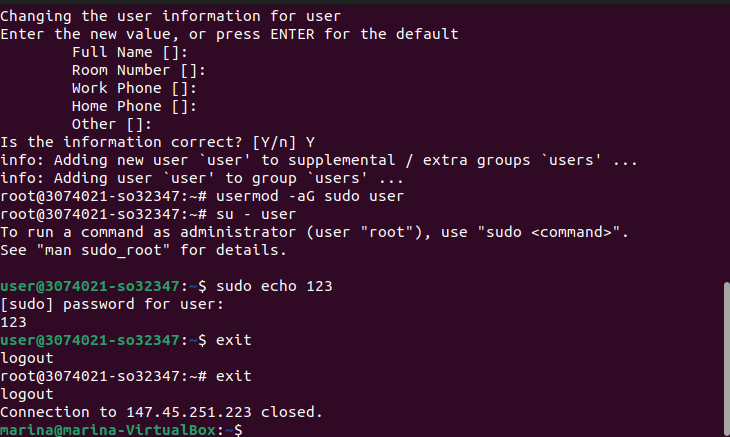 Changing the user information for user
Enter the new value, or press ENTER for the default
        Full Name []:
        Room Number []:
        Work Phone []:
        Home Phone []:
        Other []:
Is the information correct? [Y/n] Y
info: Adding new user `user' to supplemental / extra groups `users' ...
info: Adding user `user' to group `users' ...
root@3074021-so32347:~# usermod -aG sudo user
root@3074021-so32347:~# su - user
To run a command as administrator (user "root"), use "sudo <command>".
See "man sudo_root" for details.

user@3074021-so32347:~$ sudo echo 123
[sudo] password for user:
123
user@3074021-so32347:~$ exit
logout
root@3074021-so32347:~# exit
logout
Connection to 147.45.251.223 closed.
marina@marina-VirtualBox:~$